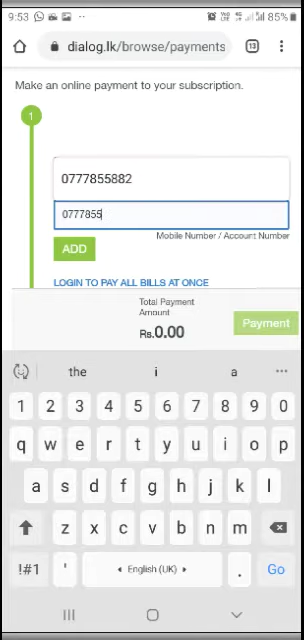 9:53 85%
dialog.lk/browse/payments 13
Make an online payment to your subscription.
1
0777855882
0777855
Mobile Number / Account Number
ADD
LOGIN TO PAY ALL BILLS AT ONCE
Total Payment
Amount
Rs.0.00
Payment
the i a
1 2 3 4 5 6 7 8 9 0
q w e r t y u i o p
a s d f g h j k l
z x c v b n m
!#1 ' English (UK) . Go